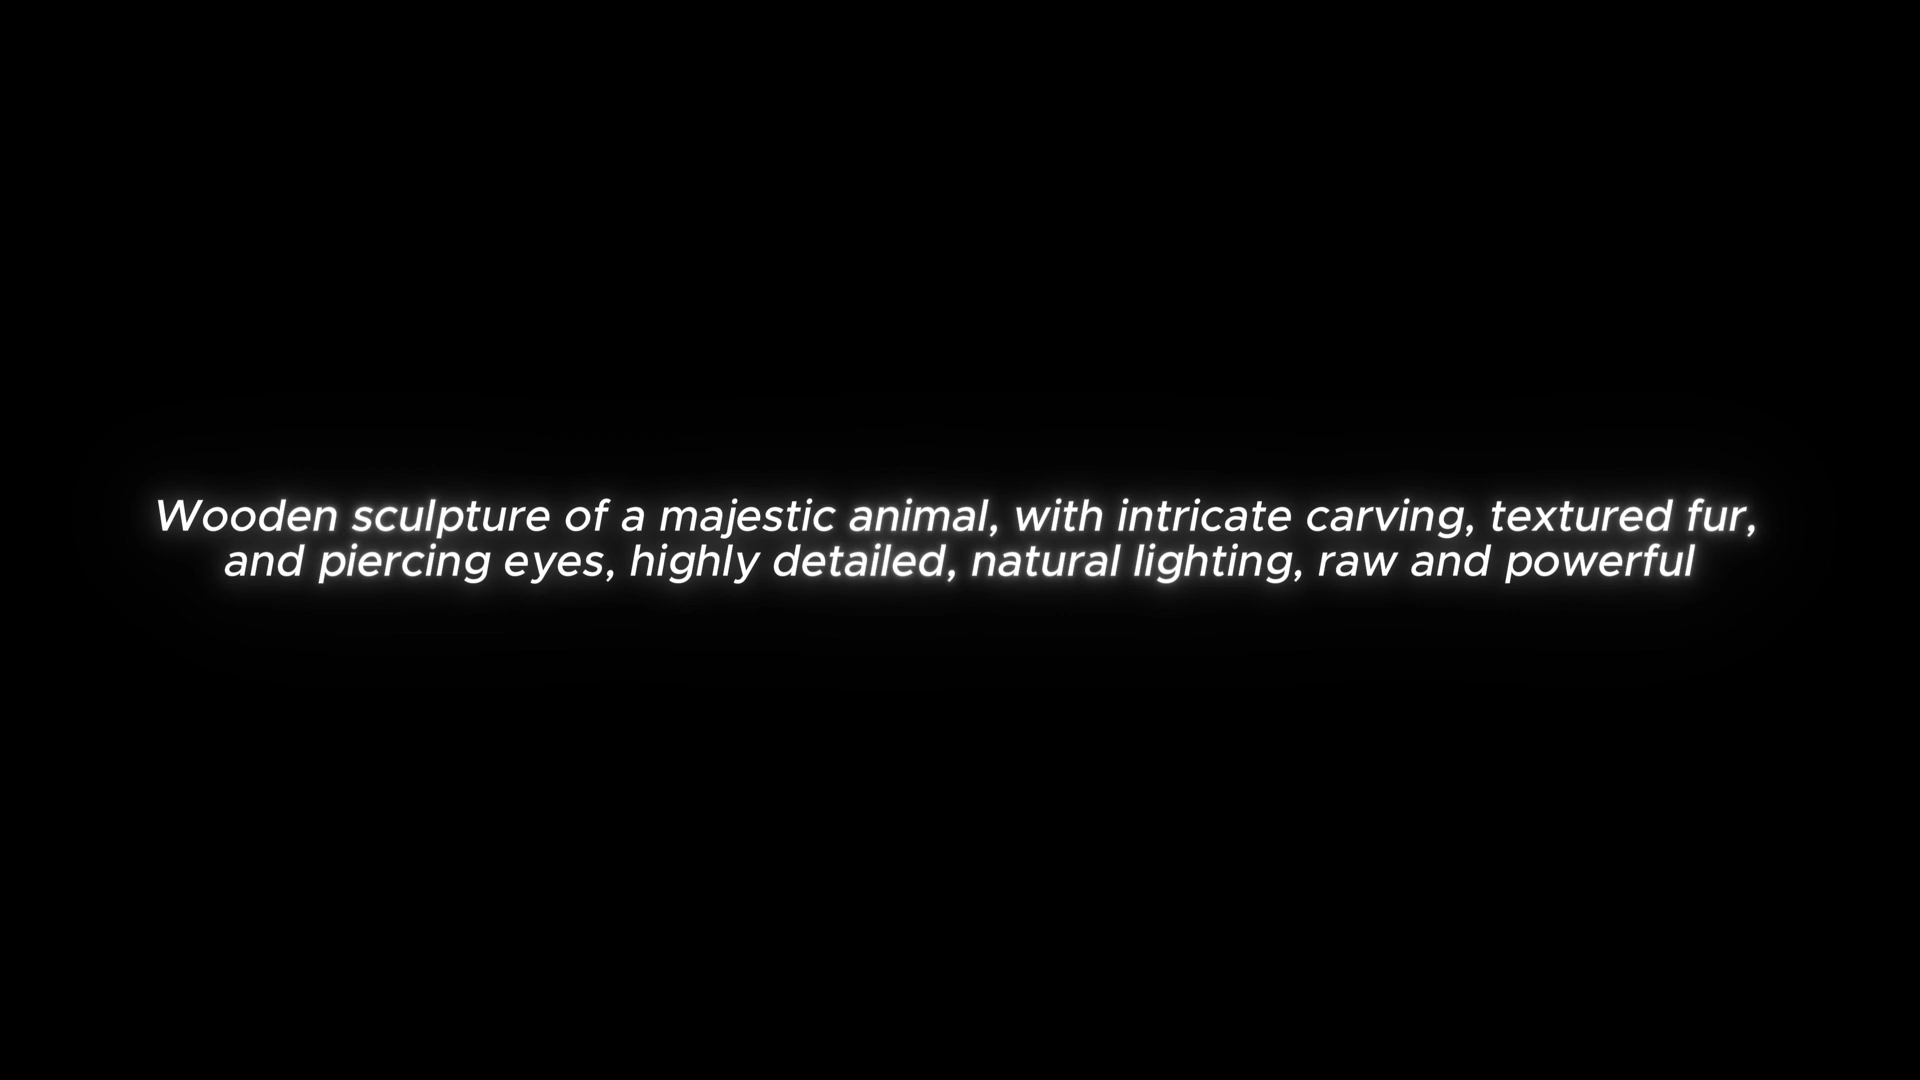 Wooden sculpture of a majestic animal, with intricate carving, textured fur,
and piercing eyes, highly detailed, natural lighting, raw and powerful